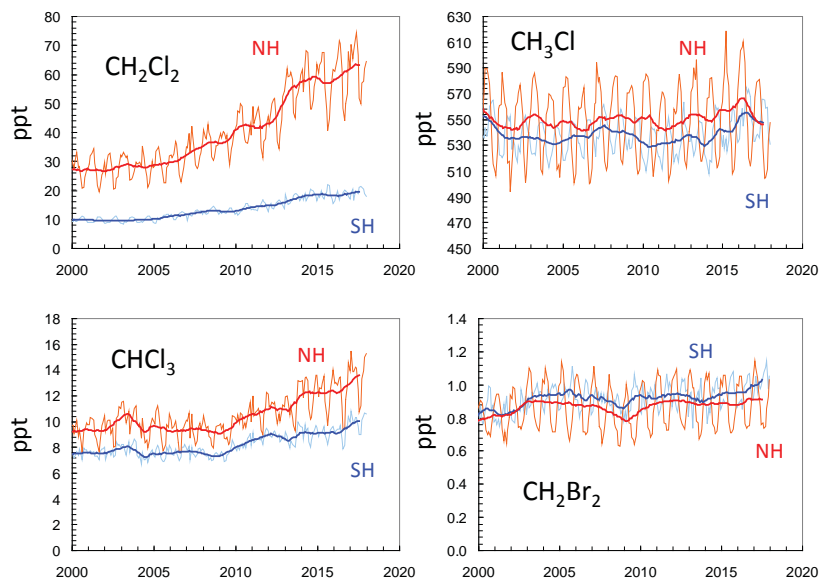 80
70
60
50
40
30
20
10
0
ppt
CH₂Cl₂
NH
SH
2000 2005 2010 2015 2020
630
610
590
570
550
530
510
490
470
450
ppt
CH₃Cl
NH
SH
2000 2005 2010 2015 2020
18
16
14
12
10
8
6
4
2
0
ppt
CHCl₃
NH
SH
2000 2005 2010 2015 2020
1.4
1.2
1.0
0.8
0.6
0.4
0.2
0.0
ppt
SH
NH
CH₂Br₂
2000 2005 2010 2015 2020